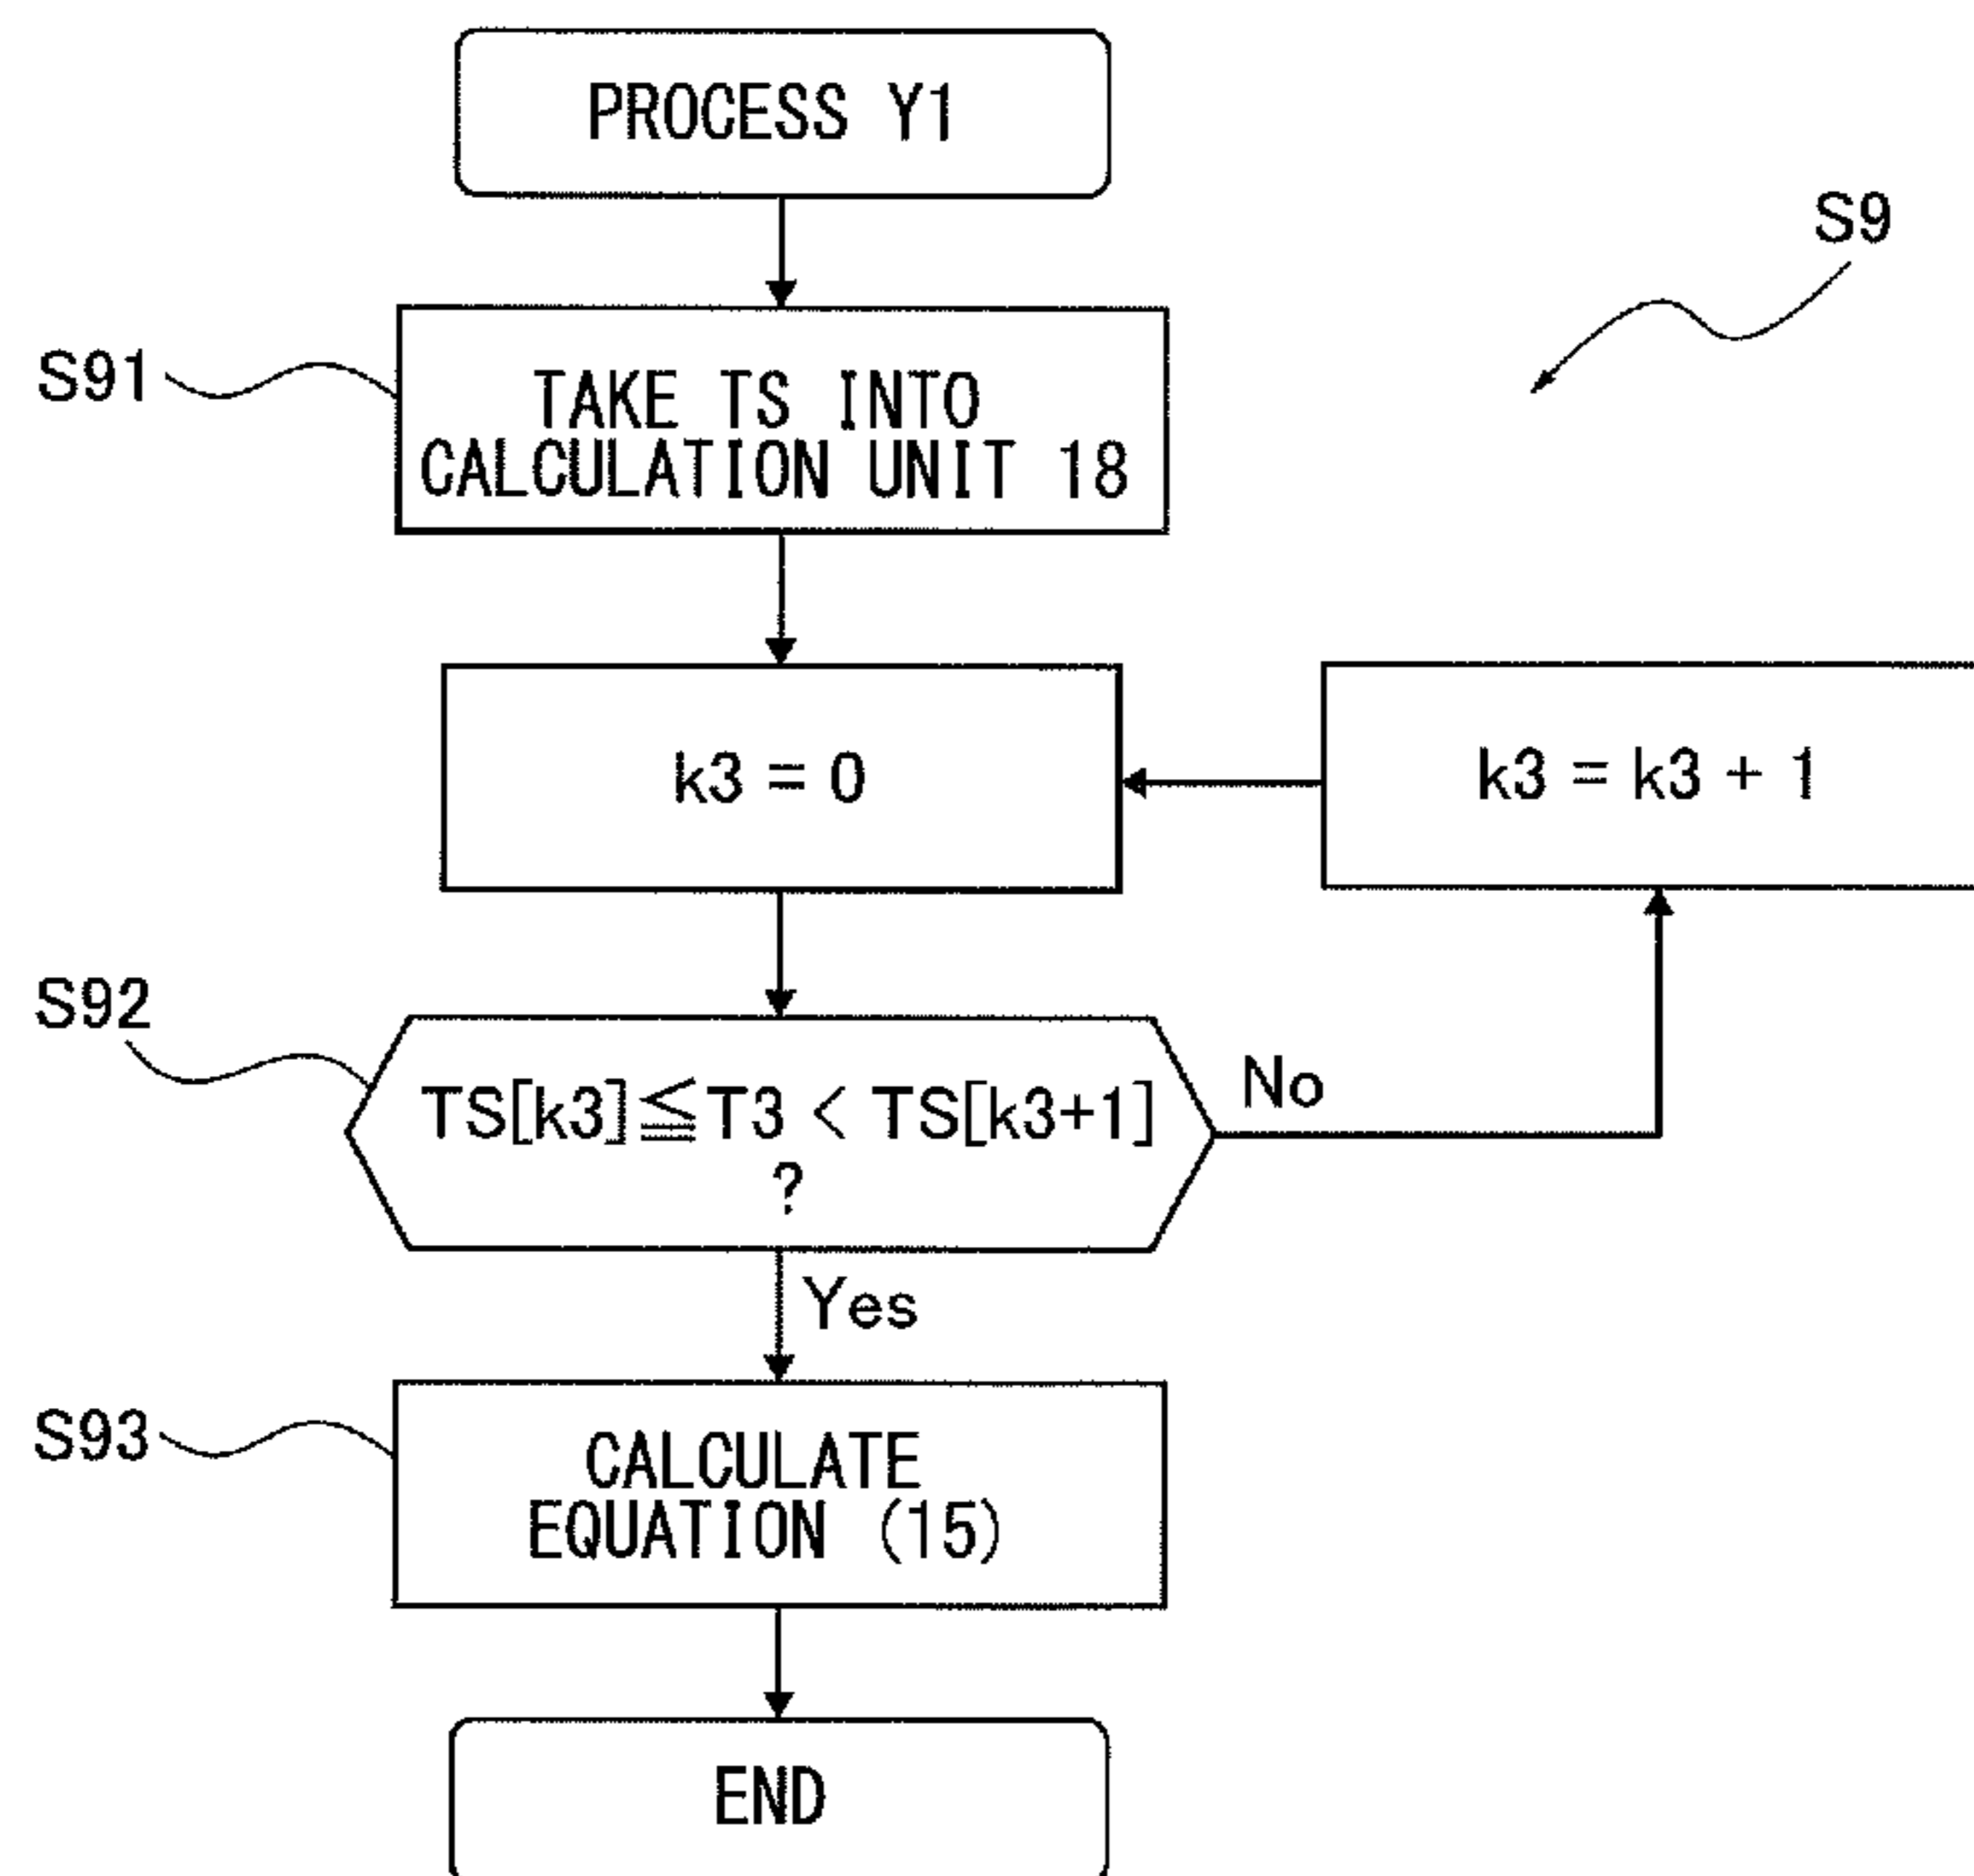 PROCESS Y1
S9
S91
TAKE TS INTO
CALCULATION UNIT 18
k3 = 0
k3 = k3 + 1
S92
TS[k3]≦T3 < TS[k3+1]
?
No
Yes
S93
CALCULATE
EQUATION (15)
END